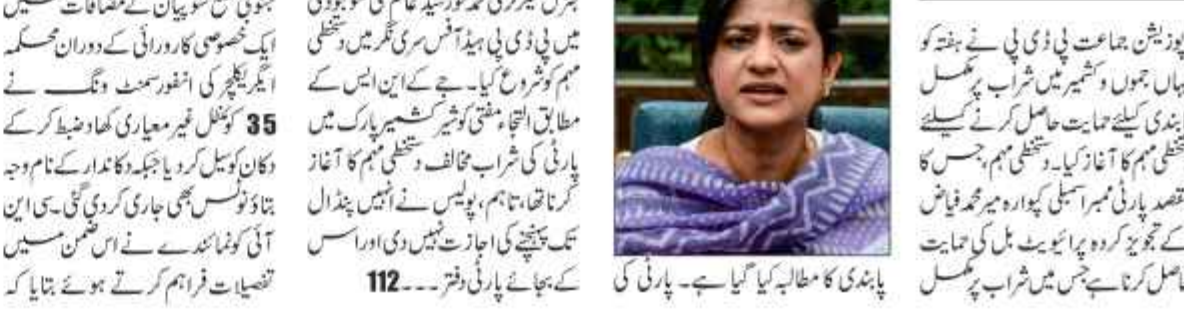 پوزیشن جماعت پی ڈی پی نے ہفتہ کو
یہاں جموں و کشمیر میں شراب پر مکمل
پابندی کیلئے حمایت حاصل کرنے کیلئے
دستخطی مہم کا آغاز کیا۔ دستخطی مہم، جس کا
مقصد پارٹی ممبر اسمبلی کپوارہ میر محمد فیاض
کے تجویز کردہ پرائیویٹ بل کی حمایت
حاصل کرنا ہے جس میں شراب پر مکمل
پابندی کا مطالبہ کیا گیا ہے۔ پارٹی کی
جنرل سیکرٹری محمد خورشید عالم کی موجودگی
میں پی ڈی پی ہیڈ آفس سری نگر میں دستخطی
مہم کو شروع کیا۔ جے کے این ایس کے
مطابق التجاء مفتی کو شیر کشمیر پارک میں
پارٹی کی شراب مخالف دستخطی مہم کا آغاز
کرنا تھا، تاہم، پولیس نے انہیں پنڈال
تک پہنچنے کی اجازت نہیں دی اور اس
کے بجائے پارٹی دفتر ۔۔۔112
جنوبی ضلع شوپیان کے مضافات میں
ایک خصوصی کارروائی کے دوران محکمہ
ایگریکلچر کی انفورسمنٹ ونگ نے
35 کوئنٹل غیر معیاری کھاد ضبط کر کے
دکان کو سیل کر دیا جبکہ دکاندار کے نام وجہ
بتاؤ نوٹس بھی جاری کر دی گئی۔ سی این
آئی کو نمائندے نے اس ضمن میں
تفصیلات فراہم کرتے ہوئے بتایا کہ